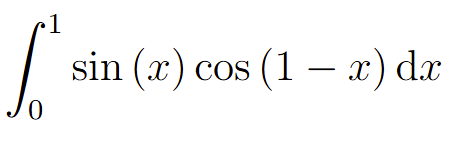 ∫₀¹ sin (x) cos (1 − x) dx